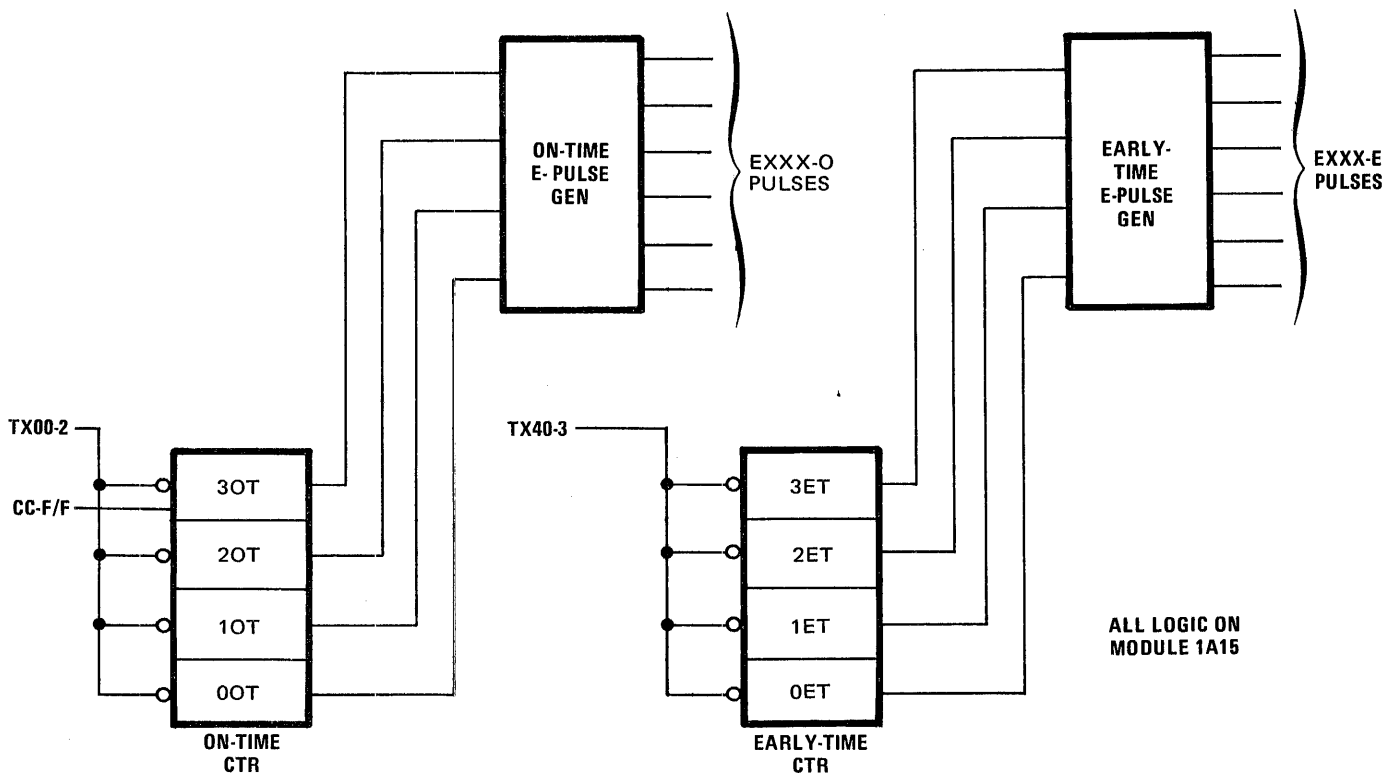 ON-TIME
E- PULSE
GEN
EXXX-O
PULSES
EARLY-
TIME
E-PULSE
GEN
EXXX-E
PULSES
TX00-2
CC-F/F
3OT
2OT
1OT
0OT
ON-TIME
CTR
TX40-3
3ET
2ET
1ET
0ET
EARLY-TIME
CTR
ALL LOGIC ON
MODULE 1A15